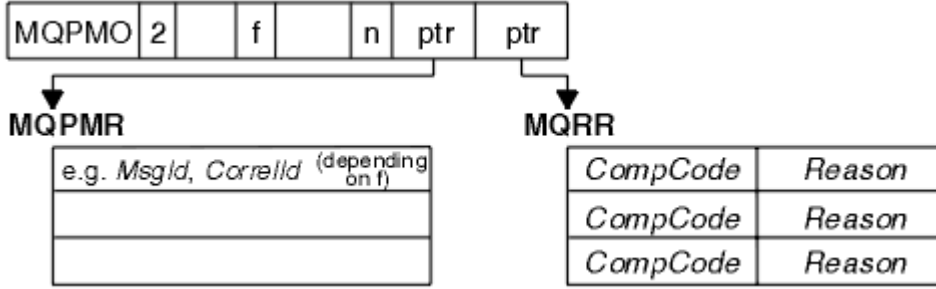 MQPMO 2 f n ptr ptr
MQPMR MQRR
e.g. MsgId, CorrelId (depending on f)
CompCode Reason
CompCode Reason
CompCode Reason